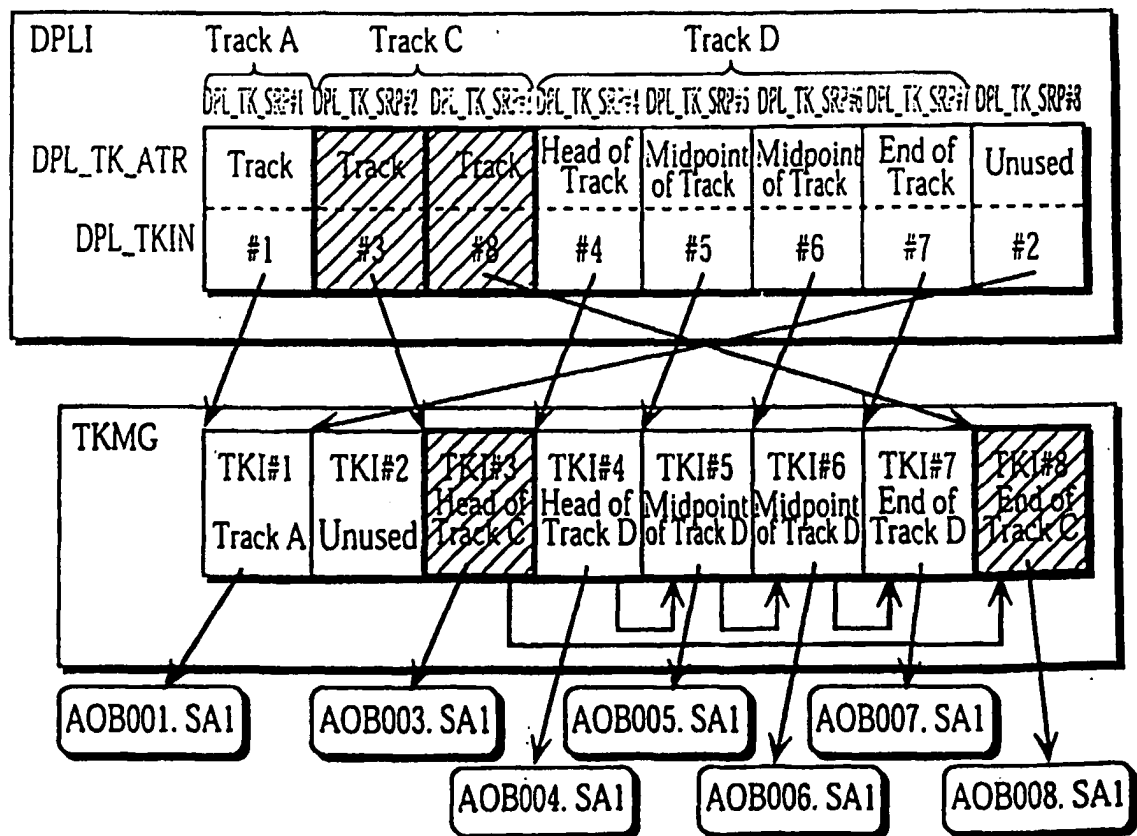 DPLI
Track A
Track C
Track D
DPL_TK_SRP#1 DPL_TK_SRP#2 DPL_TK_SRP#3 DPL_TK_SRP#4 DPL_TK_SRP#5 DPL_TK_SRP#6 DPL_TK_SRP#7 DPL_TK_SRP#8
DPL_TK_ATR
Track
Track
Track
Head of
Track
Midpoint
of Track
Midpoint
of Track
End of
Track
Unused
DPL_TKIN
#1
#3
#8
#4
#5
#6
#7
#2
TKMG
TKI#1
Track A
TKI#2
Unused
TKI#3
Head of
Track C
TKI#4
Head of
Track D
TKI#5
Midpoint
of Track D
TKI#6
Midpoint
of Track D
TKI#7
End of
Track D
TKI#8
End of
Track C
AOB001. SA1
AOB003. SA1
AOB005. SA1
AOB007. SA1
AOB004. SA1
AOB006. SA1
AOB008. SA1